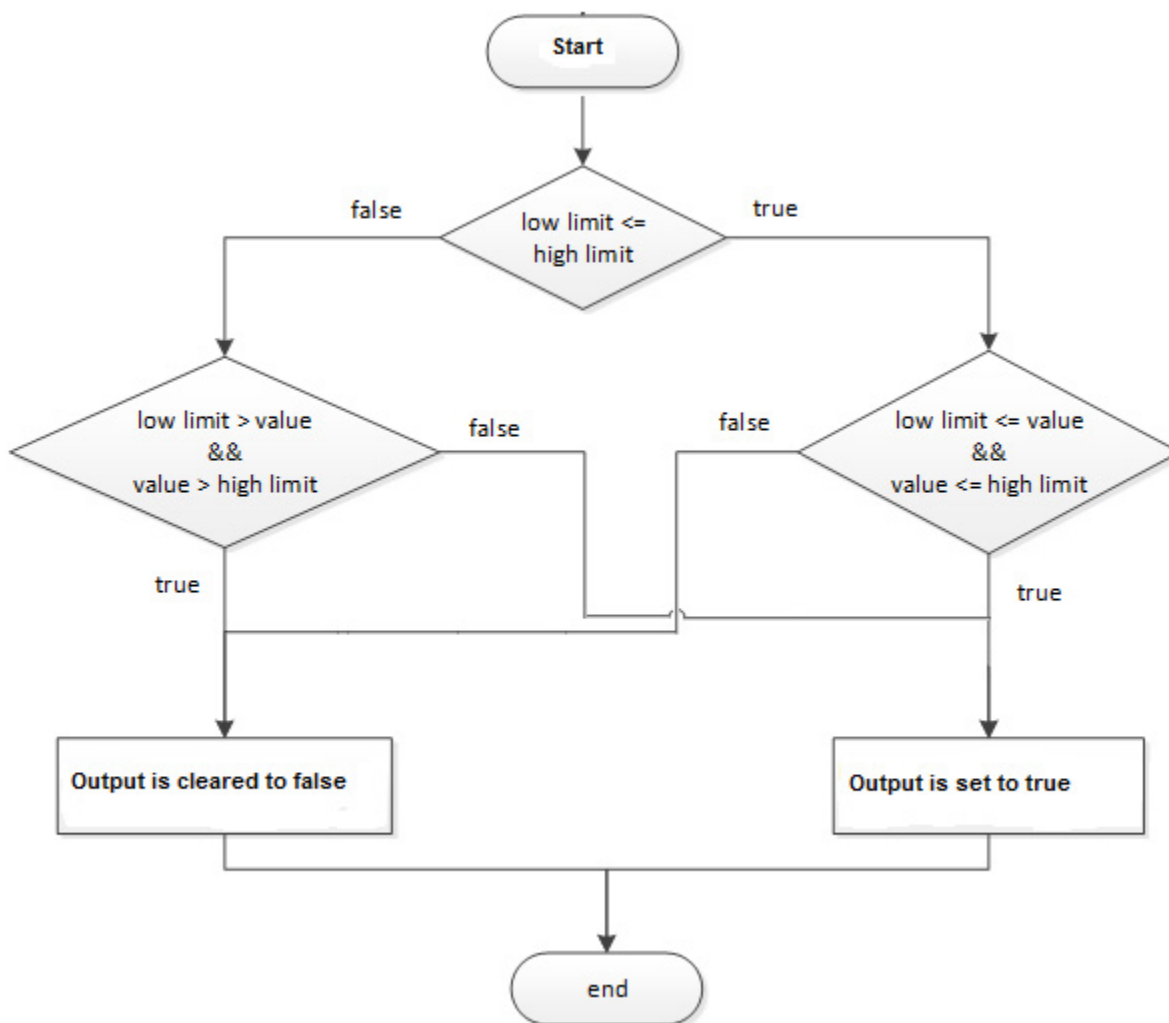 Start
false
true
low limit <=
high limit
low limit > value
&&
value > high limit
false
false
low limit <= value
&&
value <= high limit
true
true
Output is cleared to false
Output is set to true
end